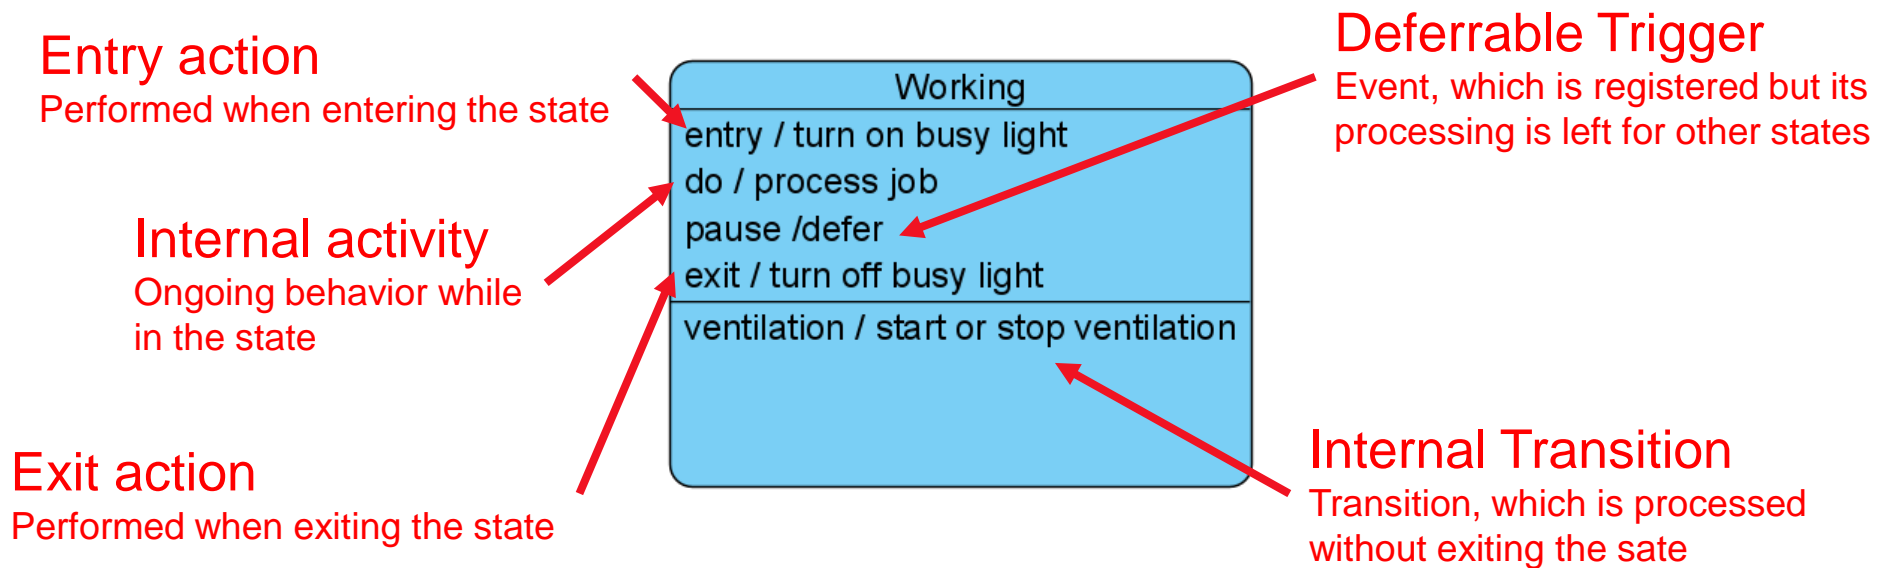 Entry action
Performed when entering the state
Internal activity
Ongoing behavior while
in the state
Exit action
Performed when exiting the state
Working
entry / turn on busy light
do / process job
pause /defer
exit / turn off busy light
ventilation / start or stop ventilation
Deferrable Trigger
Event, which is registered but its
processing is left for other states
Internal Transition
Transition, which is processed
without exiting the sate